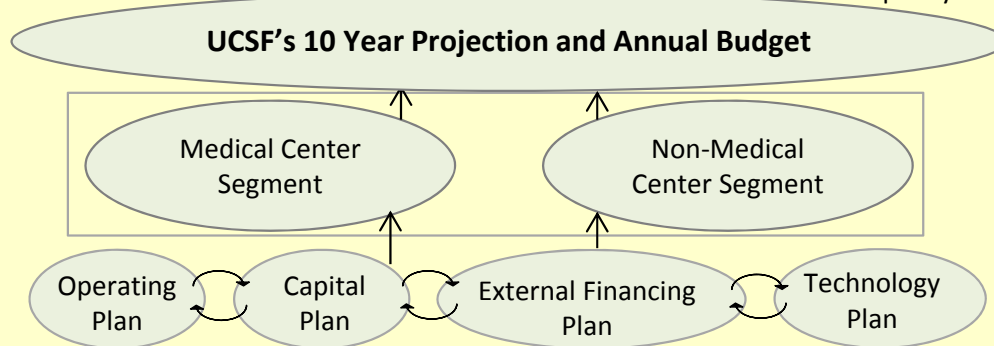 UCSF's 10 Year Projection and Annual Budget
Medical Center
Segment
Non-Medical
Center Segment
Operating
Plan
Capital
Plan
External Financing
Plan
Technology
Plan